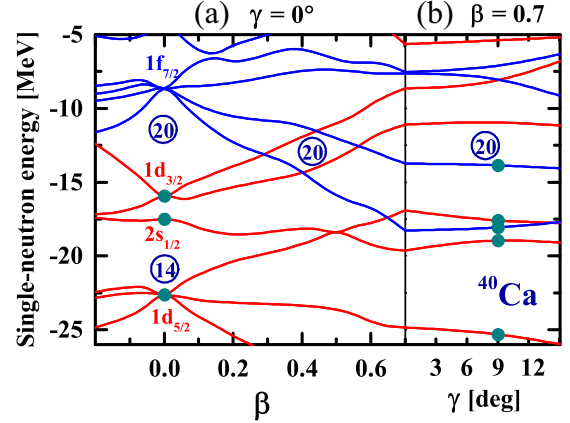 (a) γ = 0° (b) β = 0.7
Single-neutron energy [MeV]
-5
-10
-15
-20
-25
1f7/2
20
1d3/2
2s1/2
14
1d5/2
20
20
40Ca
0.0 0.2 0.4 0.6
3 6 9 12
β
γ [deg]